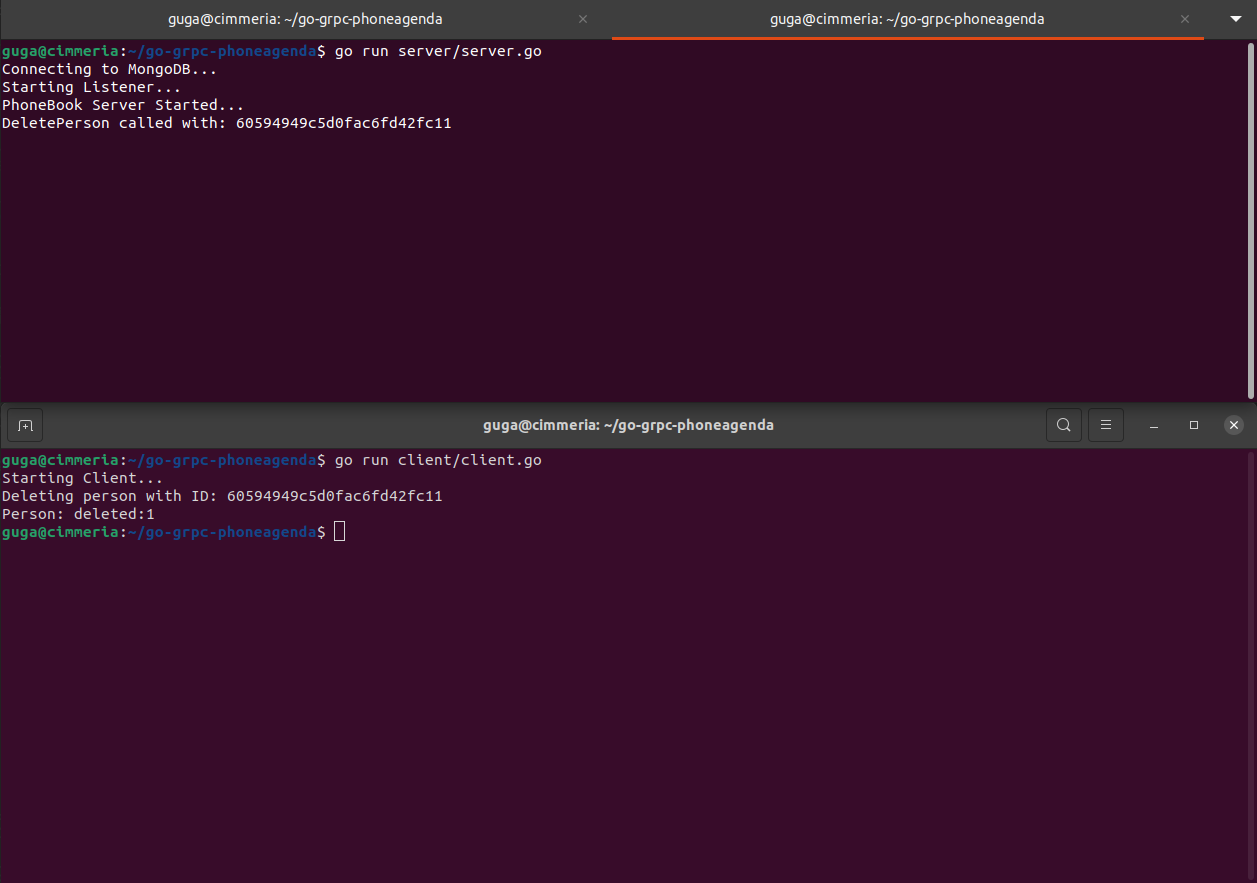 guga@cimmeria: ~/go-grpc-phoneagenda
guga@cimmeria: ~/go-grpc-phoneagenda
guga@cimmeria:~/go-grpc-phoneagenda$ go run server/server.go
Connecting to MongoDB...
Starting Listener...
PhoneBook Server Started...
DeletePerson called with: 60594949c5d0fac6fd42fc11
guga@cimmeria: ~/go-grpc-phoneagenda
guga@cimmeria:~/go-grpc-phoneagenda$ go run client/client.go
Starting Client...
Deleting person with ID: 60594949c5d0fac6fd42fc11
Person: deleted:1
guga@cimmeria:~/go-grpc-phoneagenda$